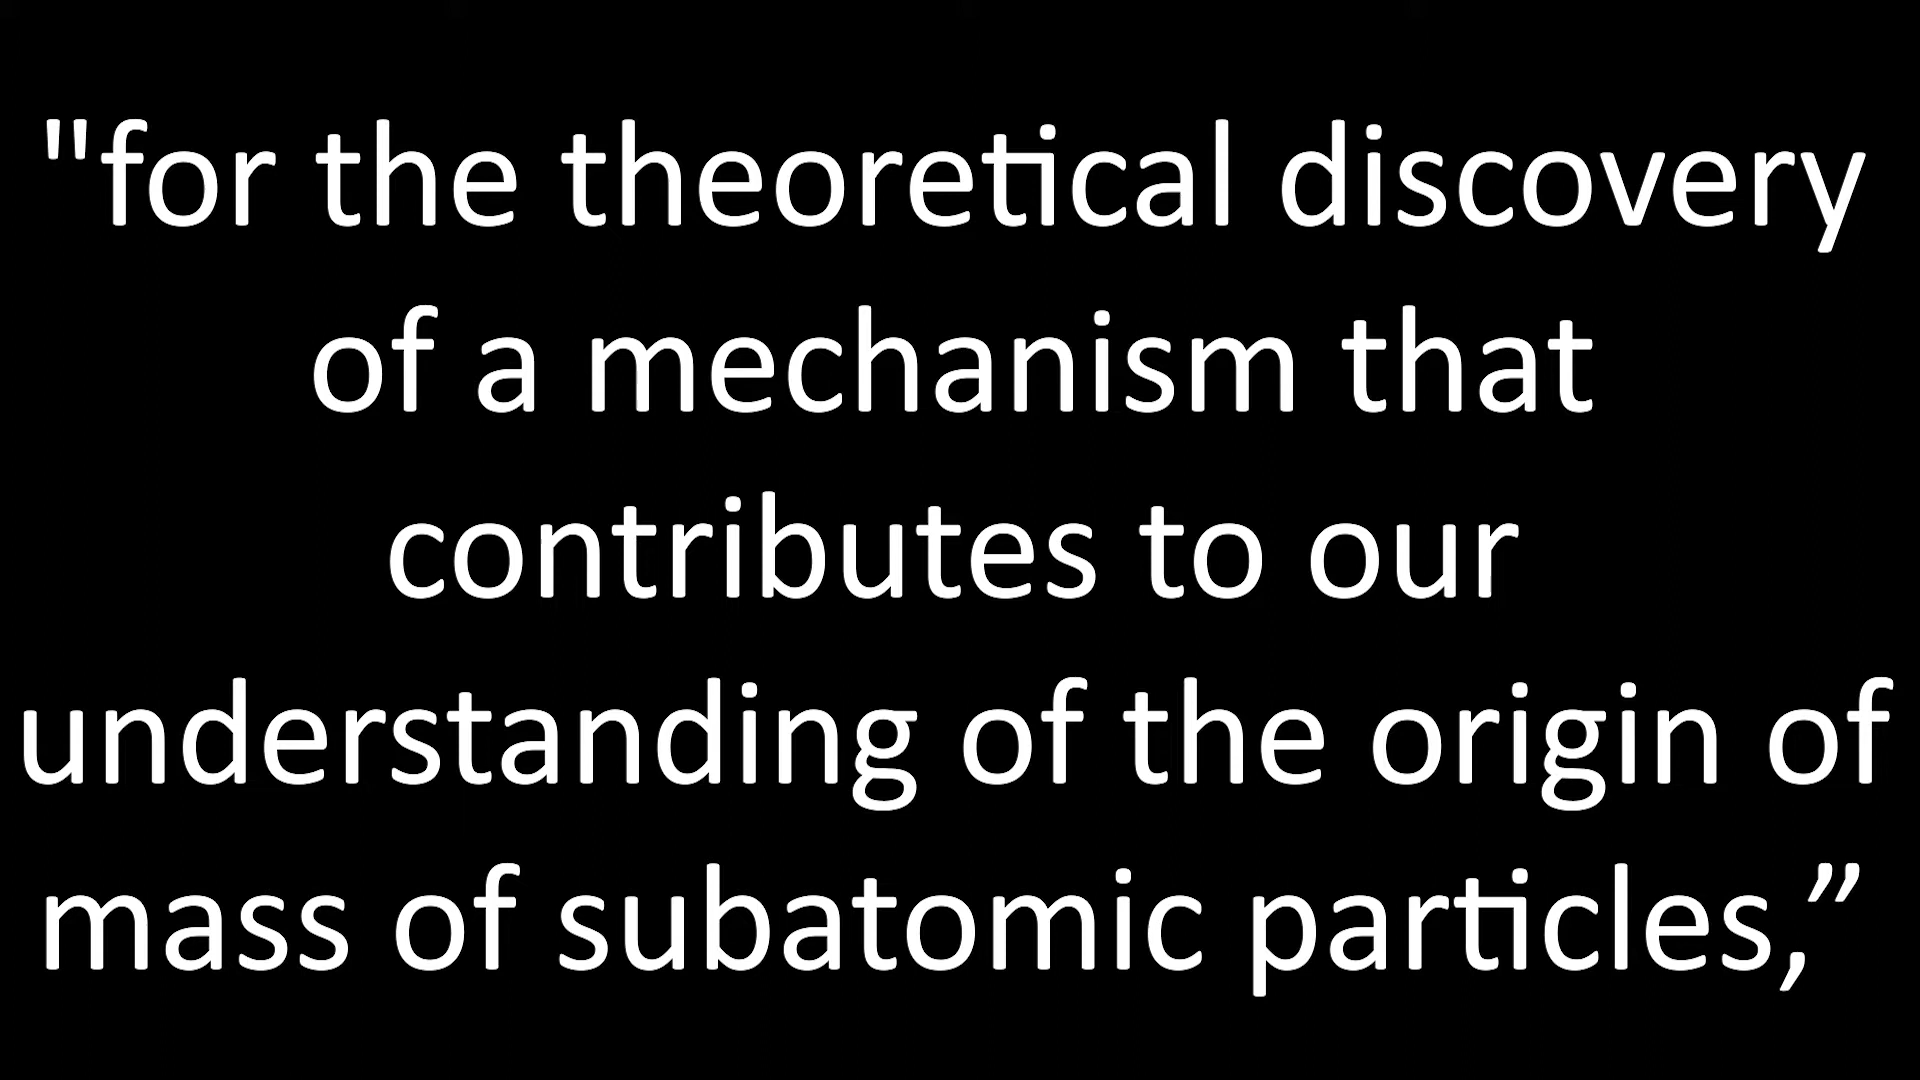 "for the theoretical discovery
of a mechanism that
contributes to our
understanding of the origin of
mass of subatomic particles,”